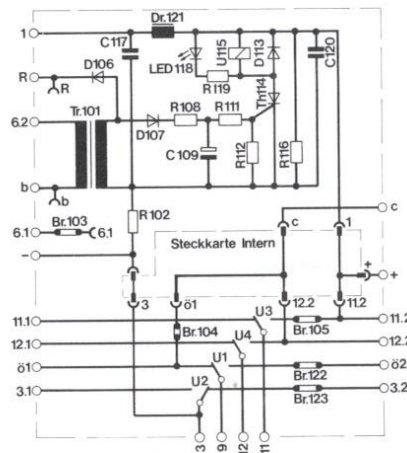 Dr.121
1
C117
LED118
U115
D113
C120
R119
R
D106
R
Th114
6.2
Tr.101
D107
R108
R111
C109
R112
R116
b
b
R102
c
Br.103
6.1
6.1
c
1
Steckkarte Intern
–
+
+
3
ö1
12.2
11.2
11.1
U3
Br.105
11.2
12.1
Br.104
U4
12.2
ö1
U1
Br.122
ö2
3.1
U2
Br.123
3.2
3
9
12
11